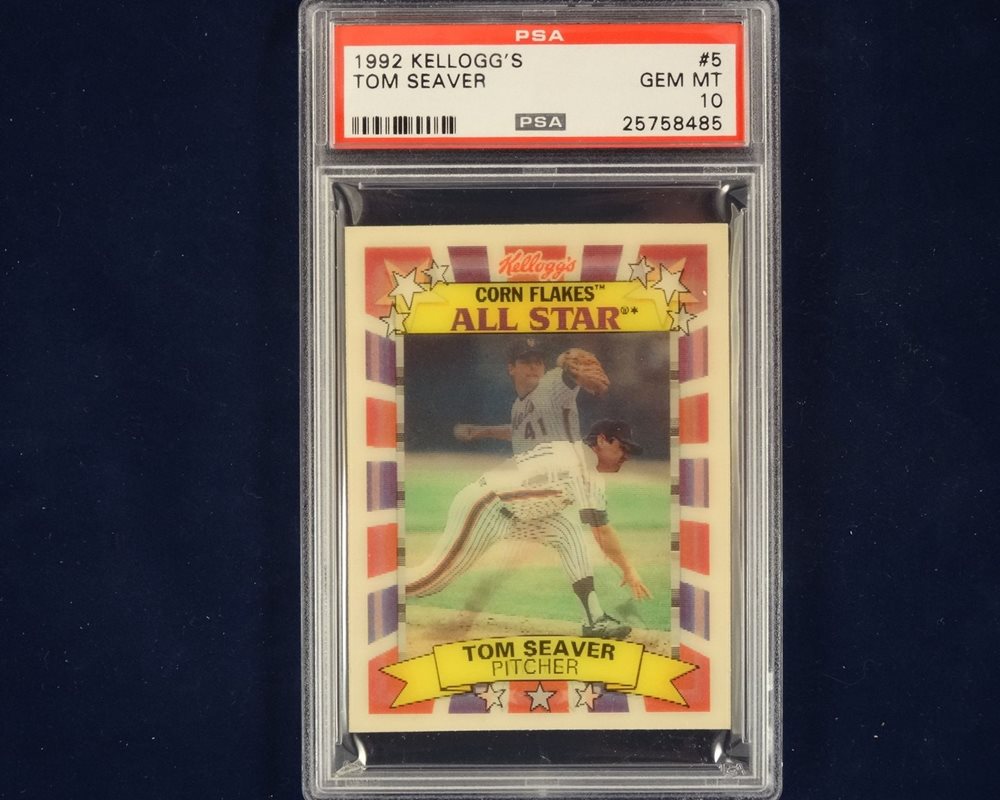 PSA
1992 KELLOGG'S #5
TOM SEAVER GEM MT
10
PSA 25758485
Kellogg's
CORN FLAKES™
ALL STAR®*
41
TOM SEAVER
PITCHER